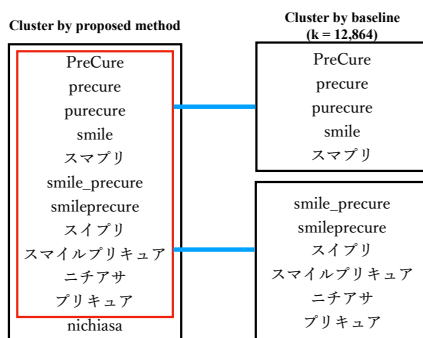 Cluster by proposed method
PreCure
precure
purecure
smile
スマプリ
smile_precure
smileprecure
スイプリ
スマイルプリキュア
ニチアサ
プリキュア
nichiasa
Cluster by baseline
(k = 12,864)
PreCure
precure
purecure
smile
スマプリ
smile_precure
smileprecure
スイプリ
スマイルプリキュア
ニチアサ
プリキュア